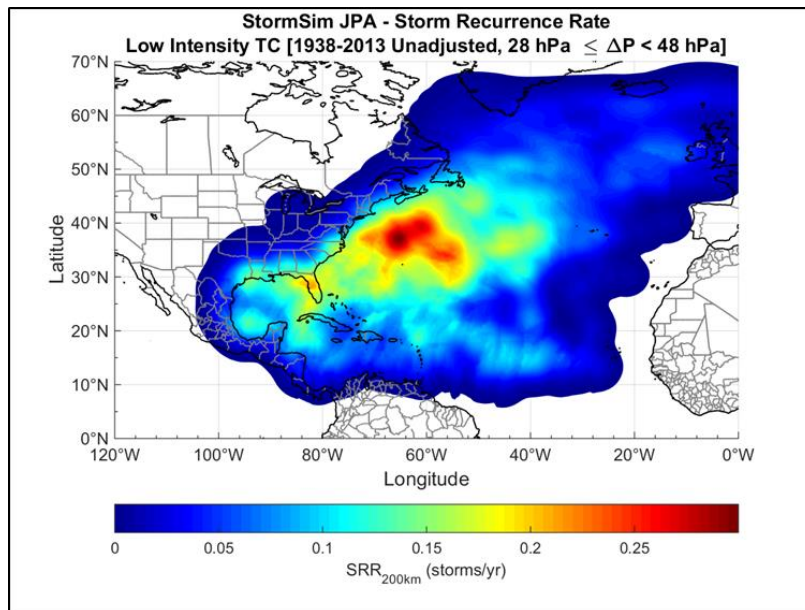 StormSim JPA - Storm Recurrence Rate
Low Intensity TC [1938-2013 Unadjusted, 28 hPa ≤ ΔP < 48 hPa]
70°N
60°N
50°N
40°N
30°N
20°N
10°N
0°N
Latitude
120°W 100°W 80°W 60°W 40°W 20°W 0°W
Longitude
0 0.05 0.1 0.15 0.2 0.25
SRR200km (storms/yr)